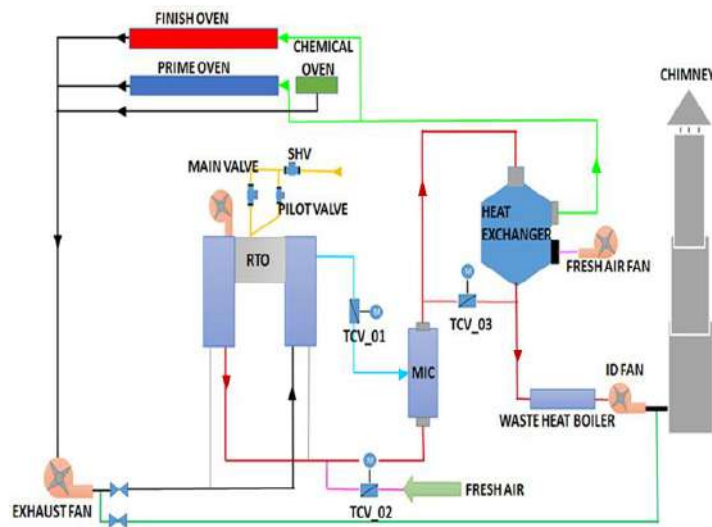 FINISH OVEN
CHEMICAL
OVEN
PRIME OVEN
CHIMNEY
SHV
MAIN VALVE
PILOT VALVE
HEAT
EXCHANGER
RTO
M
FRESH AIR FAN
M
TCV_01
TCV_03
MIC
ID FAN
WASTE HEAT BOILER
M
FRESH AIR
EXHAUST FAN
TCV_02